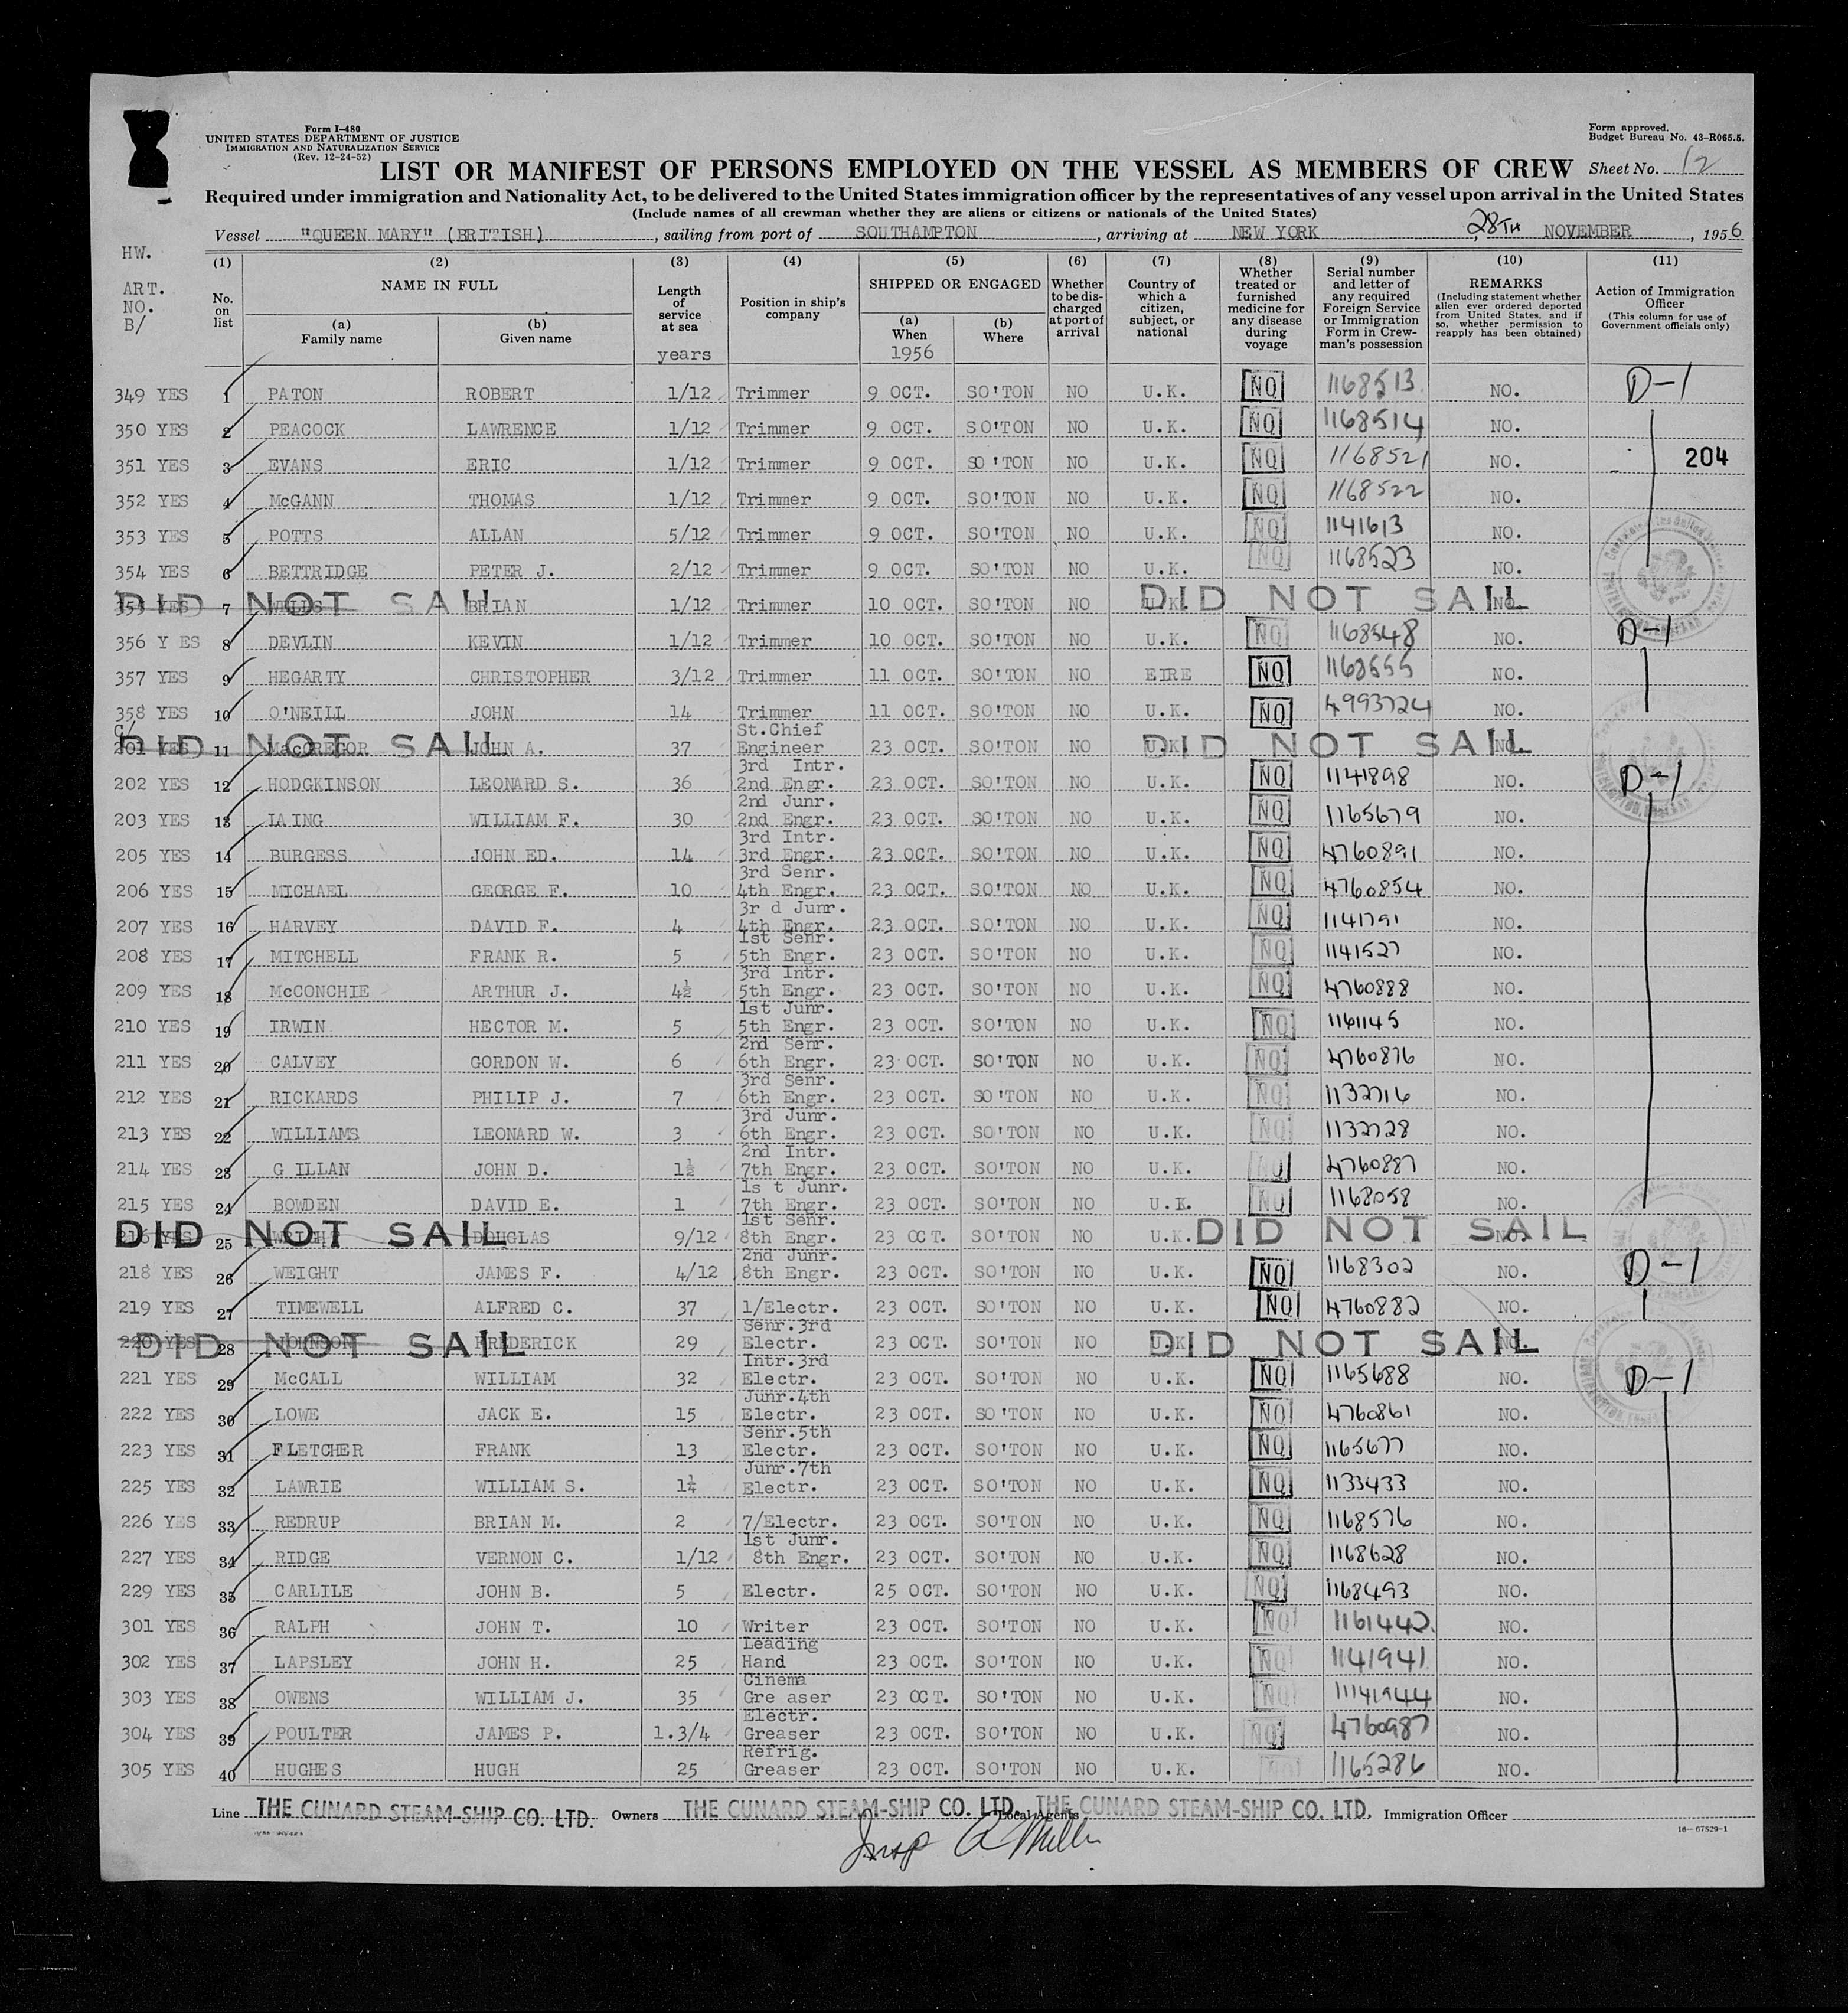 Form I-480
UNITED STATES DEPARTMENT OF JUSTICE
IMMIGRATION AND NATURALIZATION SERVICE
(Rev. 12-24-52)
Form approved.
Budget Bureau No. 43-R065.5.
LIST OR MANIFEST OF PERSONS EMPLOYED ON THE VESSEL AS MEMBERS OF CREW Sheet No. 12
Required under immigration and Nationality Act, to be delivered to the United States immigration officer by the representatives of any vessel upon arrival in the United States
(Include names of all crewman whether they are aliens or citizens or nationals of the United States)
Vessel "QUEEN MARY" (BRITISH), sailing from port of SOUTHAMPTON, arriving at NEW YORK, 28TH NOVEMBER, 1956
HW.
ART.
NO.
B/
(1) No. on list
(2) NAME IN FULL
(a) Family name
(b) Given name
(3) Length of service at sea
years
(4) Position in ship's company
(5) SHIPPED OR ENGAGED
(a) When
1956
(b) Where
(6) Whether to be discharged at port of arrival
(7) Country of which a citizen, subject, or national
(8) Whether treated or furnished medicine for any disease during voyage
(9) Serial number and letter of any required Foreign Service or Immigration Form in Crewman's possession
(10) REMARKS (Including statement whether alien ever ordered deported from United States, and if so, whether permission to reapply has been obtained)
(11) Action of Immigration Officer (This column for use of Government officials only)
349 YES 1 PATON ROBERT 1/12 Trimmer 9 OCT. SO'TON NO U.K. NO 1168513 NO. D-1
350 YES 2 PEACOCK LAWRENCE 1/12 Trimmer 9 OCT. SO'TON NO U.K. NO 1168514 NO.
351 YES 3 EVANS ERIC 1/12 Trimmer 9 OCT. SO'TON NO U.K. NO 1168521 NO. 204
352 YES 4 McGANN THOMAS 1/12 Trimmer 9 OCT. SO'TON NO U.K. NO 1168522 NO.
353 YES 5 POTTS ALLAN 5/12 Trimmer 9 OCT. SO'TON NO U.K. NO 1141613 NO.
354 YES 6 BETTRIDGE PETER J. 2/12 Trimmer 9 OCT. SO'TON NO U.K. NO 1168523 NO.
355 YES 7 WELLS BRIAN 1/12 Trimmer 10 OCT. SO'TON NO U.K. NO. DID NOT SAIL DID NOT SAIL
356 Y ES 8 DEVLIN KEVIN 1/12 Trimmer 10 OCT. SO'TON NO U.K. NO 1168548 NO. D-1
357 YES 9 HEGARTY CHRISTOPHER 3/12 Trimmer 11 OCT. SO'TON NO EIRE NO 1168555 NO.
358 YES 10 O'NEILL JOHN 14 Trimmer 11 OCT. SO'TON NO U.K. NO 4993724 NO.
C/
201 YES 11 MacGREGOR JOHN A. 37 St.Chief Engineer 23 OCT. SO'TON NO U.K. NO. DID NOT SAIL DID NOT SAIL
202 YES 12 HODGKINSON LEONARD S. 36 3rd Intr. 2nd Engr. 23 OCT. SO'TON NO U.K. NO 1141898 NO. D-1
203 YES 13 LAING WILLIAM F. 30 2nd Junr. 2nd Engr. 23 OCT. SO'TON NO U.K. NO 1165679 NO.
205 YES 14 BURGESS JOHN ED. 14 3rd Intr. 3rd Engr. 23 OCT. SO'TON NO U.K. NO 4760891 NO.
206 YES 15 MICHAEL GEORGE F. 10 3rd Senr. 4th Engr. 23 OCT. SO'TON NO U.K. NO 4760854 NO.
207 YES 16 HARVEY DAVID F. 4 3r d Junr. 4th Engr. 23 OCT. SO'TON NO U.K. NO 1141791 NO.
208 YES 17 MITCHELL FRANK R. 5 1st Senr. 5th Engr. 23 OCT. SO'TON NO U.K. NO 1141527 NO.
209 YES 18 McCONCHIE ARTHUR J. 4½ 3rd Intr. 5th Engr. 23 OCT. SO'TON NO U.K. NO 4760888 NO.
210 YES 19 IRWIN HECTOR M. 5 1st Junr. 5th Engr. 23 OCT. SO'TON NO U.K. NO 1161145 NO.
211 YES 20 CALVEY GORDON W. 6 2nd Senr. 6th Engr. 23 OCT. SO'TON NO U.K. NO 4760876 NO.
212 YES 21 RICKARDS PHILIP J. 7 3rd Senr. 6th Engr. 23 OCT. SO'TON NO U.K. NO 1132716 NO.
213 YES 22 WILLIAMS LEONARD W. 3 3rd Junr. 6th Engr. 23 OCT. SO'TON NO U.K. NO 1132728 NO.
214 YES 23 G ILLAN JOHN D. 1½ 2nd Intr. 7th Engr. 23 OCT. SO'TON NO U.K. NO 4760887 NO.
215 YES 24 BOWDEN DAVID E. 1 1s t Junr. 7th Engr. 23 OCT. SO'TON NO U.K. NO 1168058 NO.
216 YES 25 DOUGLAS 9/12 1st Senr. 8th Engr. 23 OCT. SO'TON NO U.K. NO. DID NOT SAIL DID NOT SAIL
218 YES 26 WEIGHT JAMES F. 4/12 2nd Junr. 8th Engr. 23 OCT. SO'TON NO U.K. NO 1168302 NO. D-1
219 YES 27 TIMEWELL ALFRED C. 37 1/Electr. 23 OCT. SO'TON NO U.K. NO 4760882 NO.
220 YES 28 JOHNSON FREDERICK 29 Senr.3rd Electr. 23 OCT. SO'TON NO U.K. NO. DID NOT SAIL DID NOT SAIL
221 YES 29 McCALL WILLIAM 32 Intr.3rd Electr. 23 OCT. SO'TON NO U.K. NO 1165688 NO. D-1
222 YES 30 LOWE JACK E. 15 Junr.4th Electr. 23 OCT. SO'TON NO U.K. NO 4760861 NO.
223 YES 31 FLETCHER FRANK 13 Senr.5th Electr. 23 OCT. SO'TON NO U.K. NO 1165677 NO.
225 YES 32 LAWRIE WILLIAM S. 1¼ Junr.7th Electr. 23 OCT. SO'TON NO U.K. NO 1133433 NO.
226 YES 33 REDRUP BRIAN M. 2 7/Electr. 23 OCT. SO'TON NO U.K. NO 1168576 NO.
227 YES 34 RIDGE VERNON C. 1/12 1st Junr. 8th Engr. 23 OCT. SO'TON NO U.K. NO 1168628 NO.
229 YES 35 CARLILE JOHN B. 5 Electr. 25 OCT. SO'TON NO U.K. NO 1168493 NO.
301 YES 36 RALPH JOHN T. 10 Writer 23 OCT. SO'TON NO U.K. NO 1161442 NO.
302 YES 37 LAPSLEY JOHN H. 25 Leading Hand 23 OCT. SO'TON NO U.K. NO 1141941 NO.
303 YES 38 OWENS WILLIAM J. 35 Cinema Gre aser 23 OCT. SO'TON NO U.K. NO 11141944 NO.
304 YES 39 POULTER JAMES P. 1.3/4 Electr. Greaser 23 OCT. SO'TON NO U.K. NO 4760987 NO.
305 YES 40 HUGHES HUGH 25 Refrig. Greaser 23 OCT. SO'TON NO U.K. NO 1165286 NO.
Line THE CUNARD STEAM-SHIP CO. LTD. Owners THE CUNARD STEAM-SHIP CO. LTD. Local Agents THE CUNARD STEAM-SHIP CO. LTD. Immigration Officer
16-67829-1
Insp A Miller